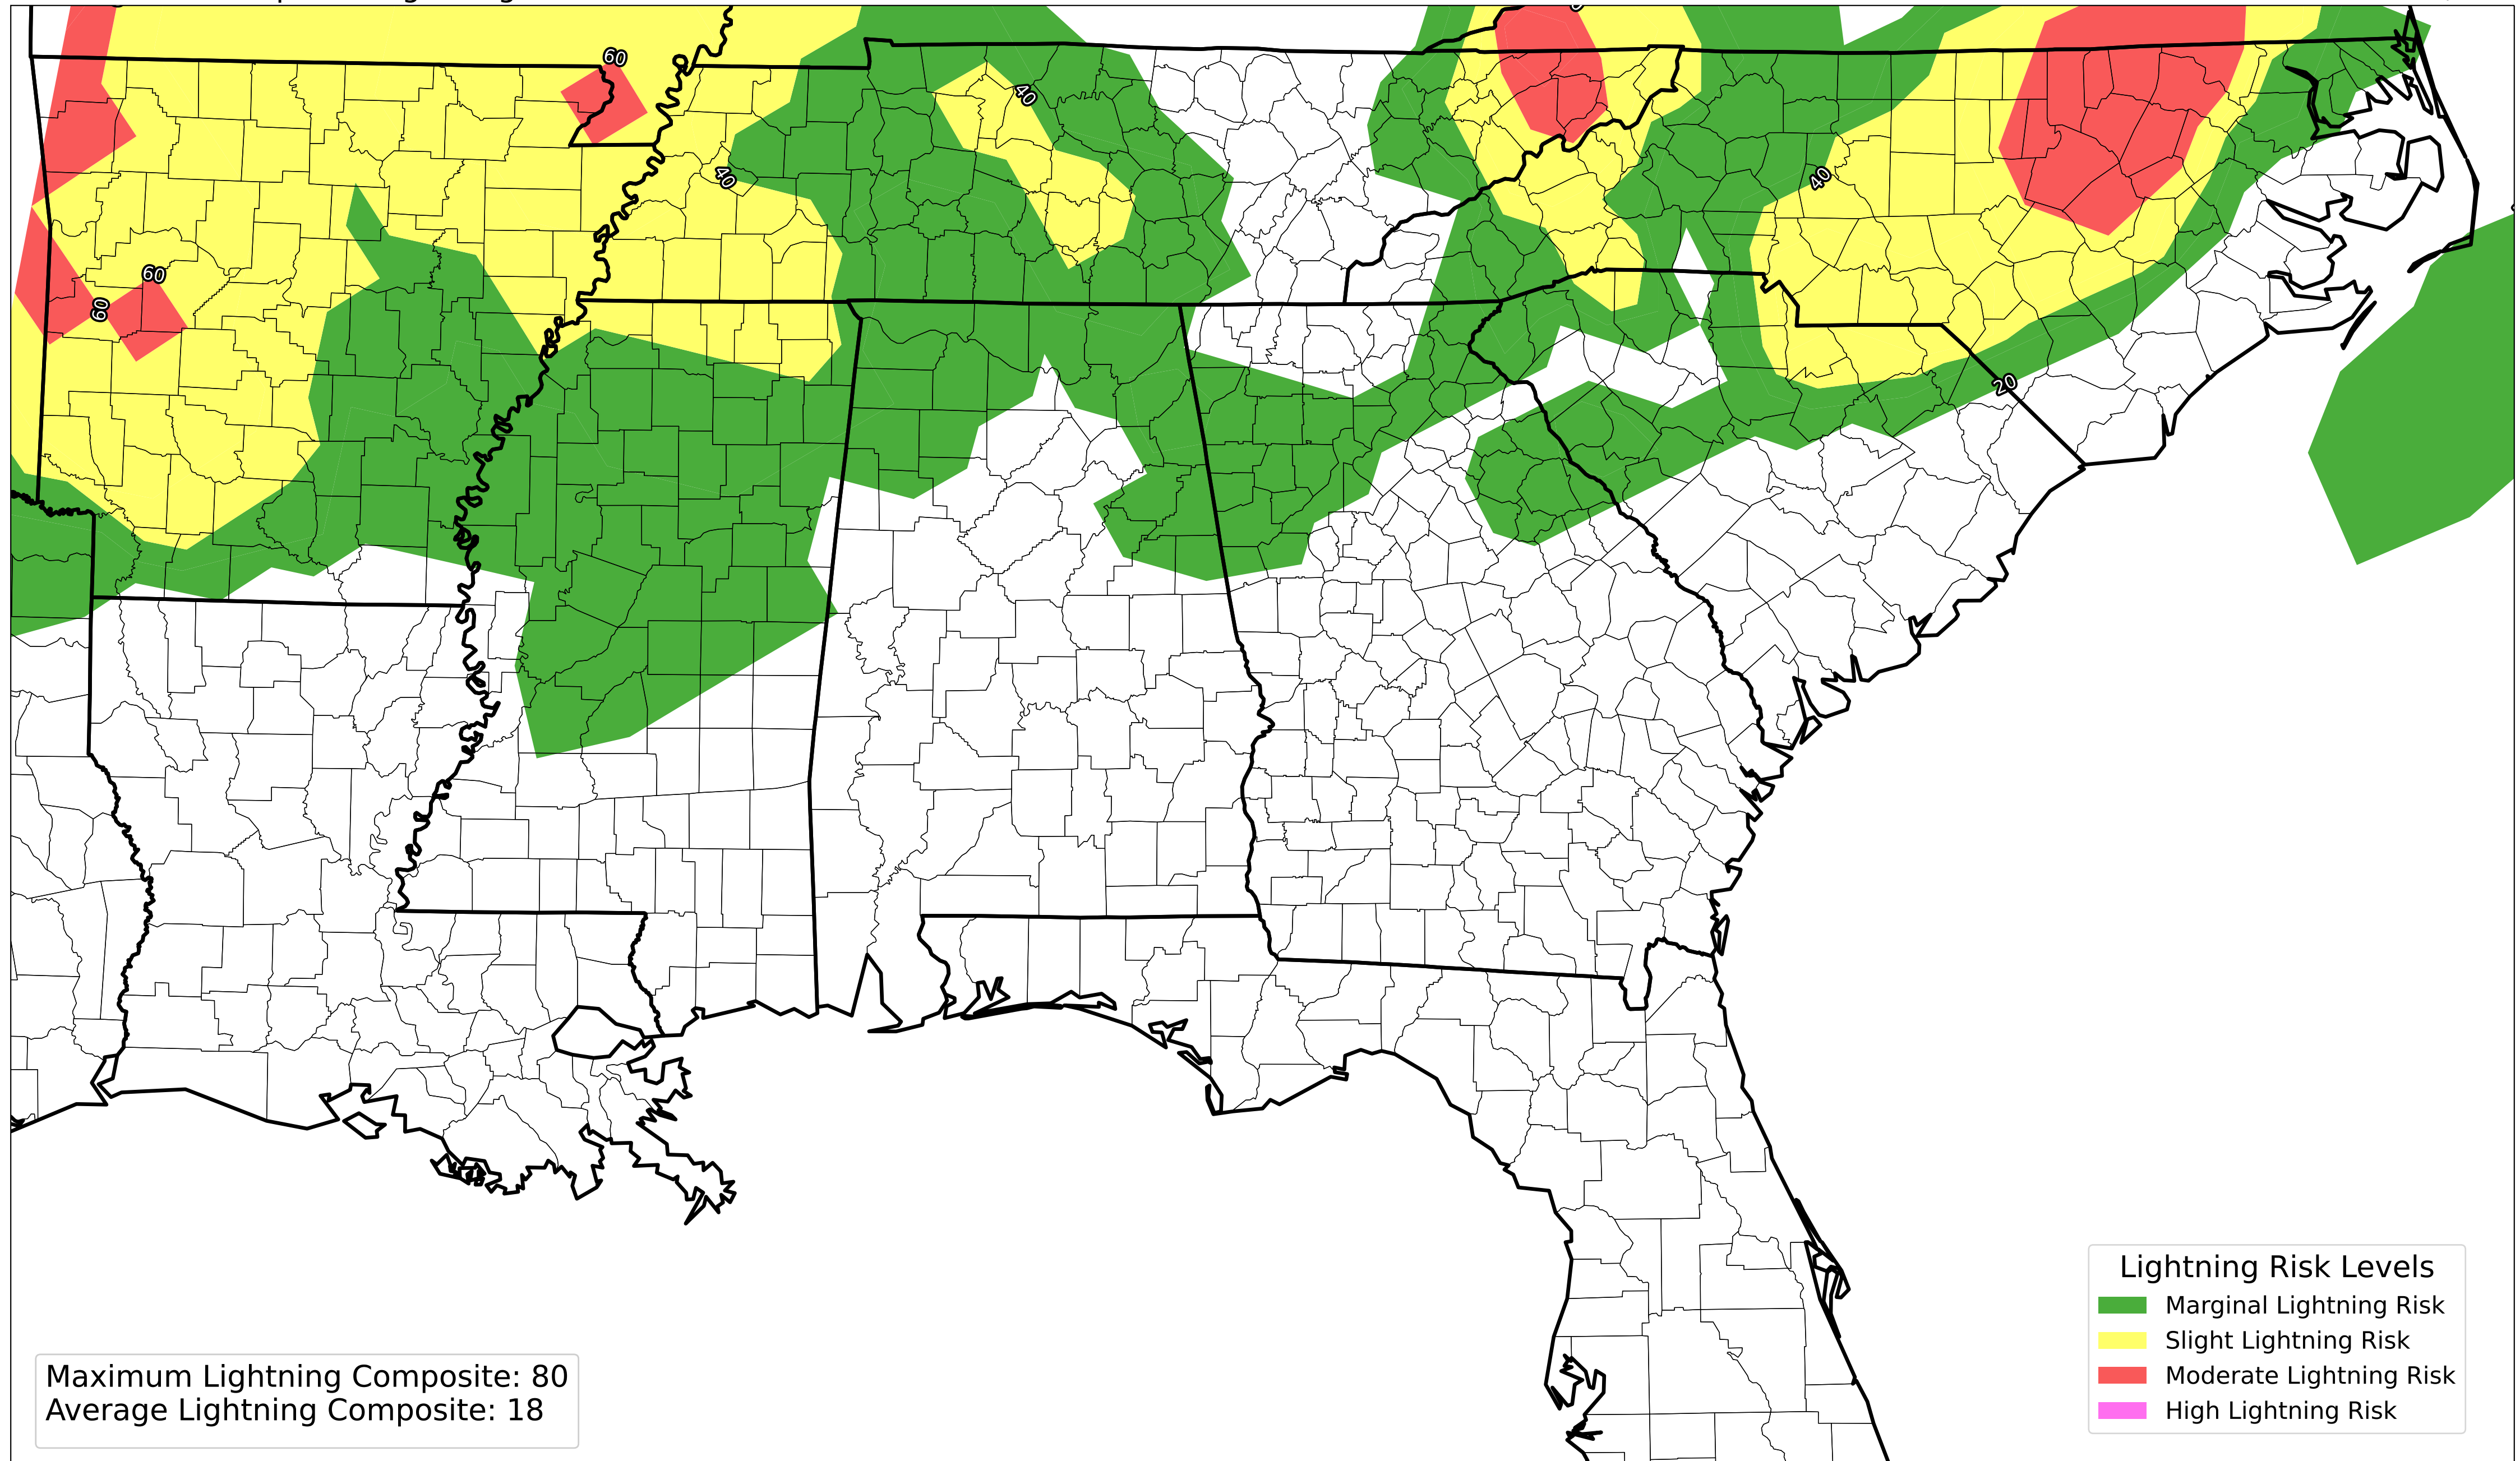 60
40
40
40
60
60
20
Lightning Risk Levels
Marginal Lightning Risk
Slight Lightning Risk
Moderate Lightning Risk
High Lightning Risk
Maximum Lightning Composite: 80
Average Lightning Composite: 18